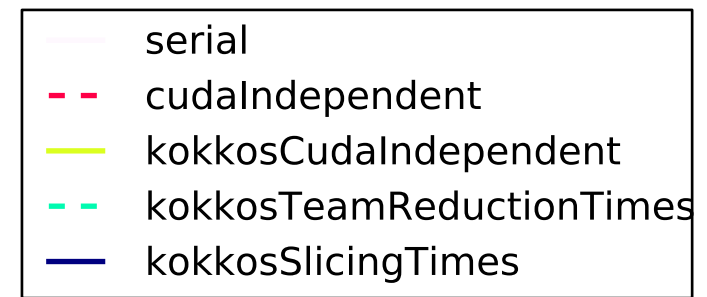 serial
cudaIndependent
kokkosCudaIndependent
kokkosTeamReductionTimes
kokkosSlicingTimes